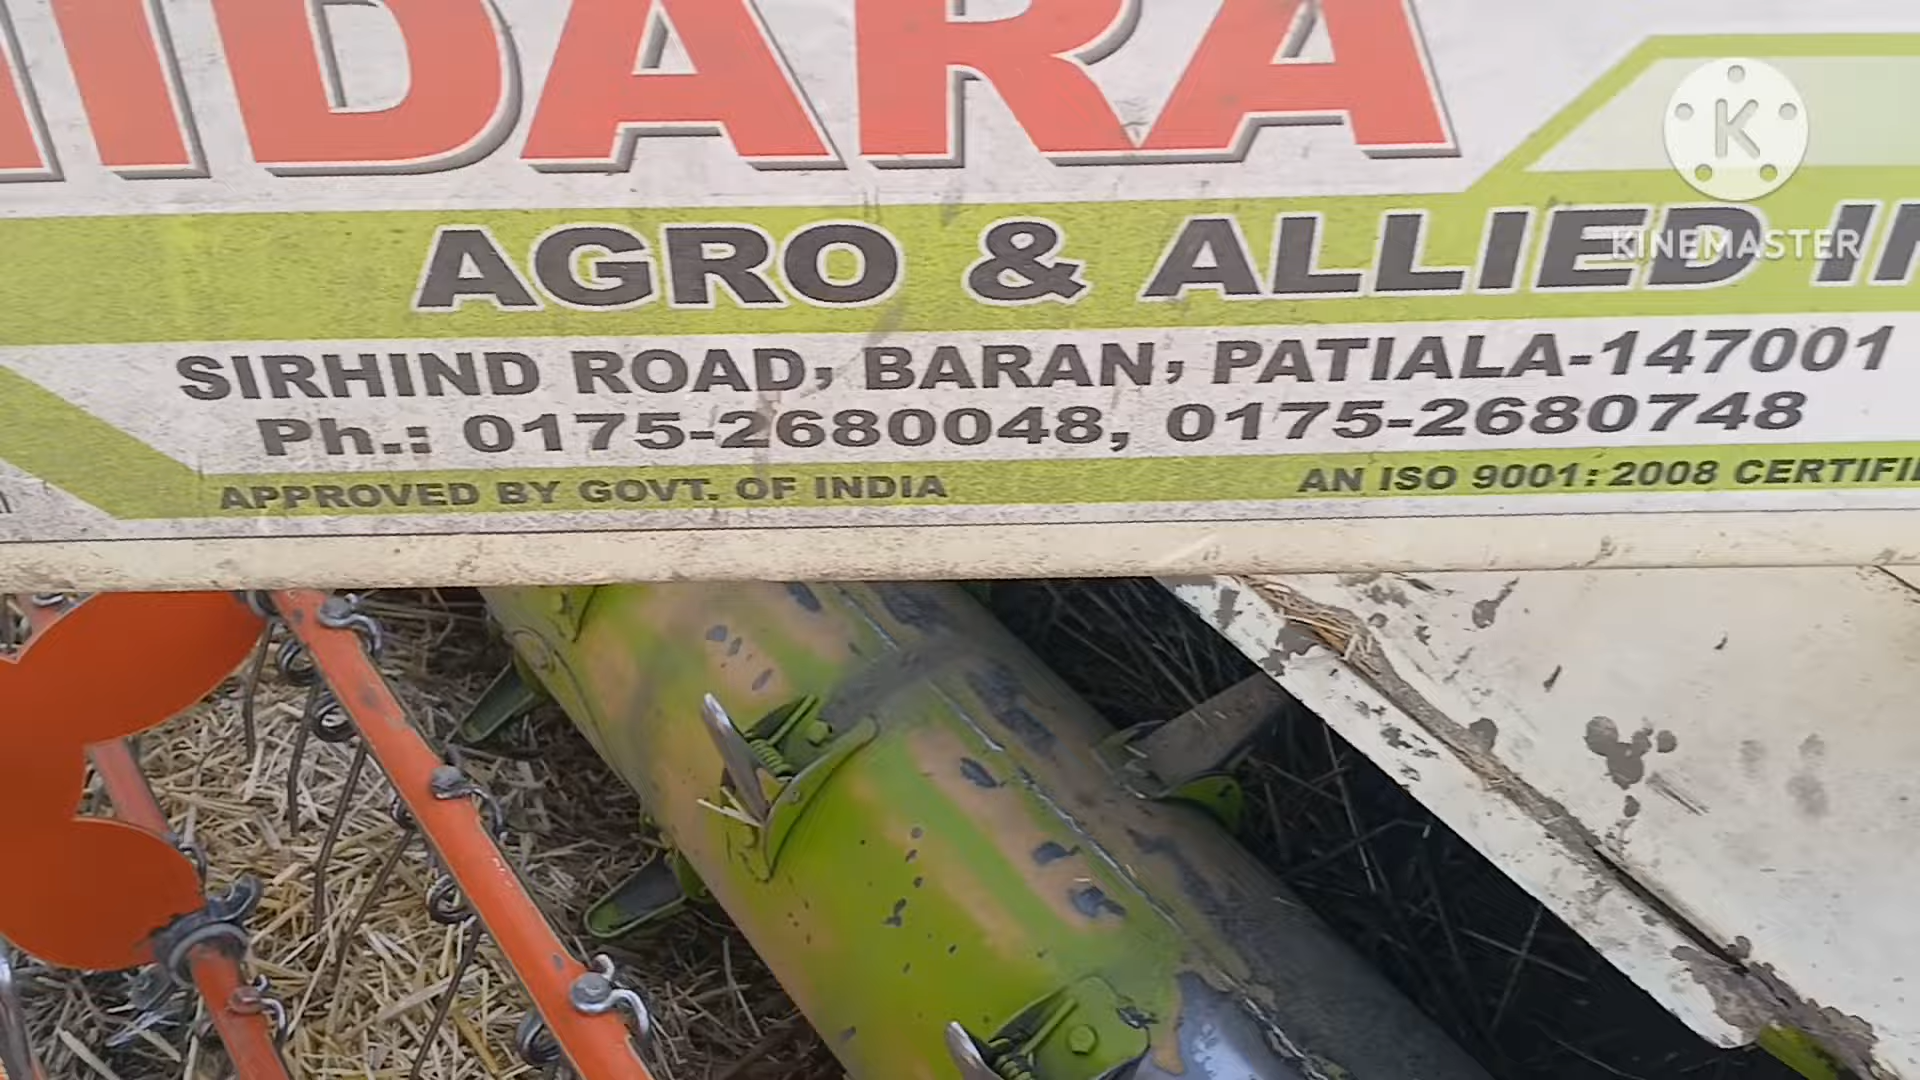 IDARA
AGRO & ALLIED
SIRHIND ROAD, BARAN, PATIALA-147001
Ph.: 0175-2680048, 0175-2680748
APPROVED BY GOVT. OF INDIA
AN ISO 9001:2008 CERTIFI
K
KINEMASTER